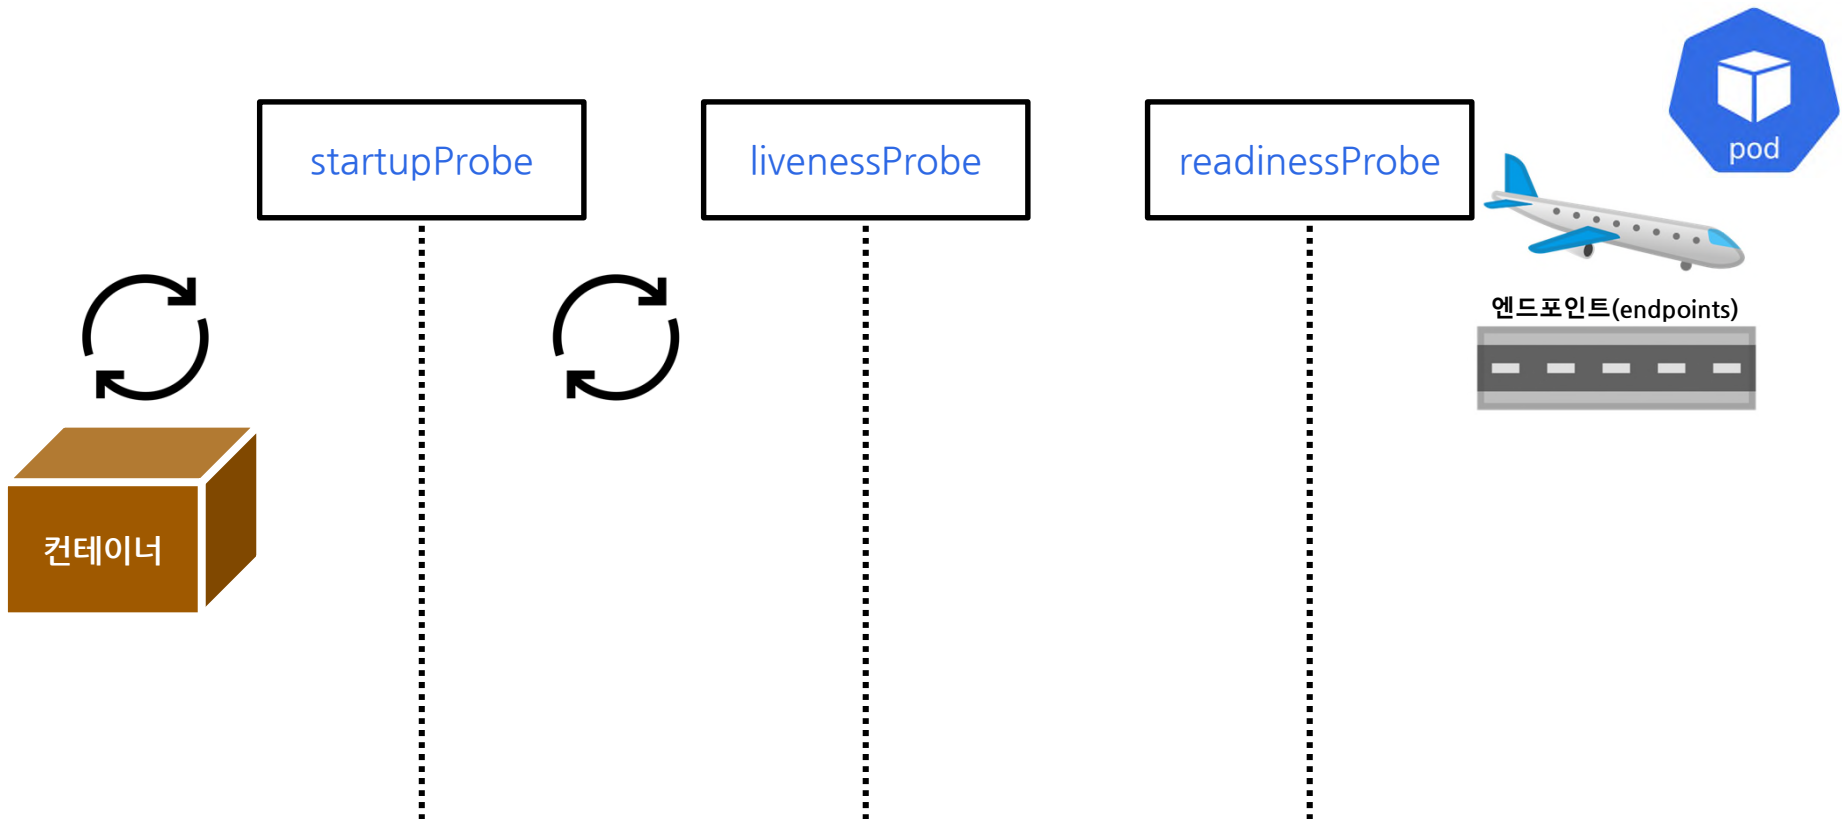 startupProbe
livenessProbe
readinessProbe
pod
엔드포인트(endpoints)
컨테이너